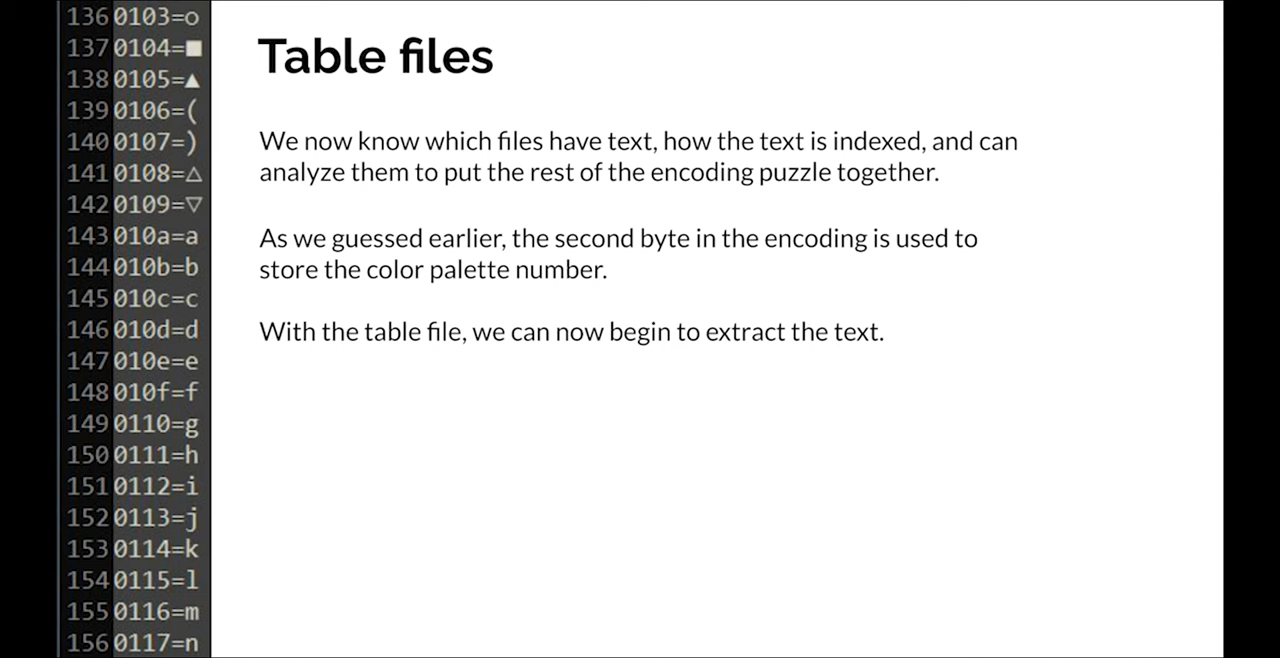 136 0103=o
137 0104=■
138 0105=▲
139 0106=(
140 0107=)
141 0108=△
142 0109=▽
143 010a=a
144 010b=b
145 010c=c
146 010d=d
147 010e=e
148 010f=f
149 0110=g
150 0111=h
151 0112=i
152 0113=j
153 0114=k
154 0115=l
155 0116=m
156 0117=n
Table files
We now know which files have text, how the text is indexed, and can
analyze them to put the rest of the encoding puzzle together.
As we guessed earlier, the second byte in the encoding is used to
store the color palette number.
With the table file, we can now begin to extract the text.